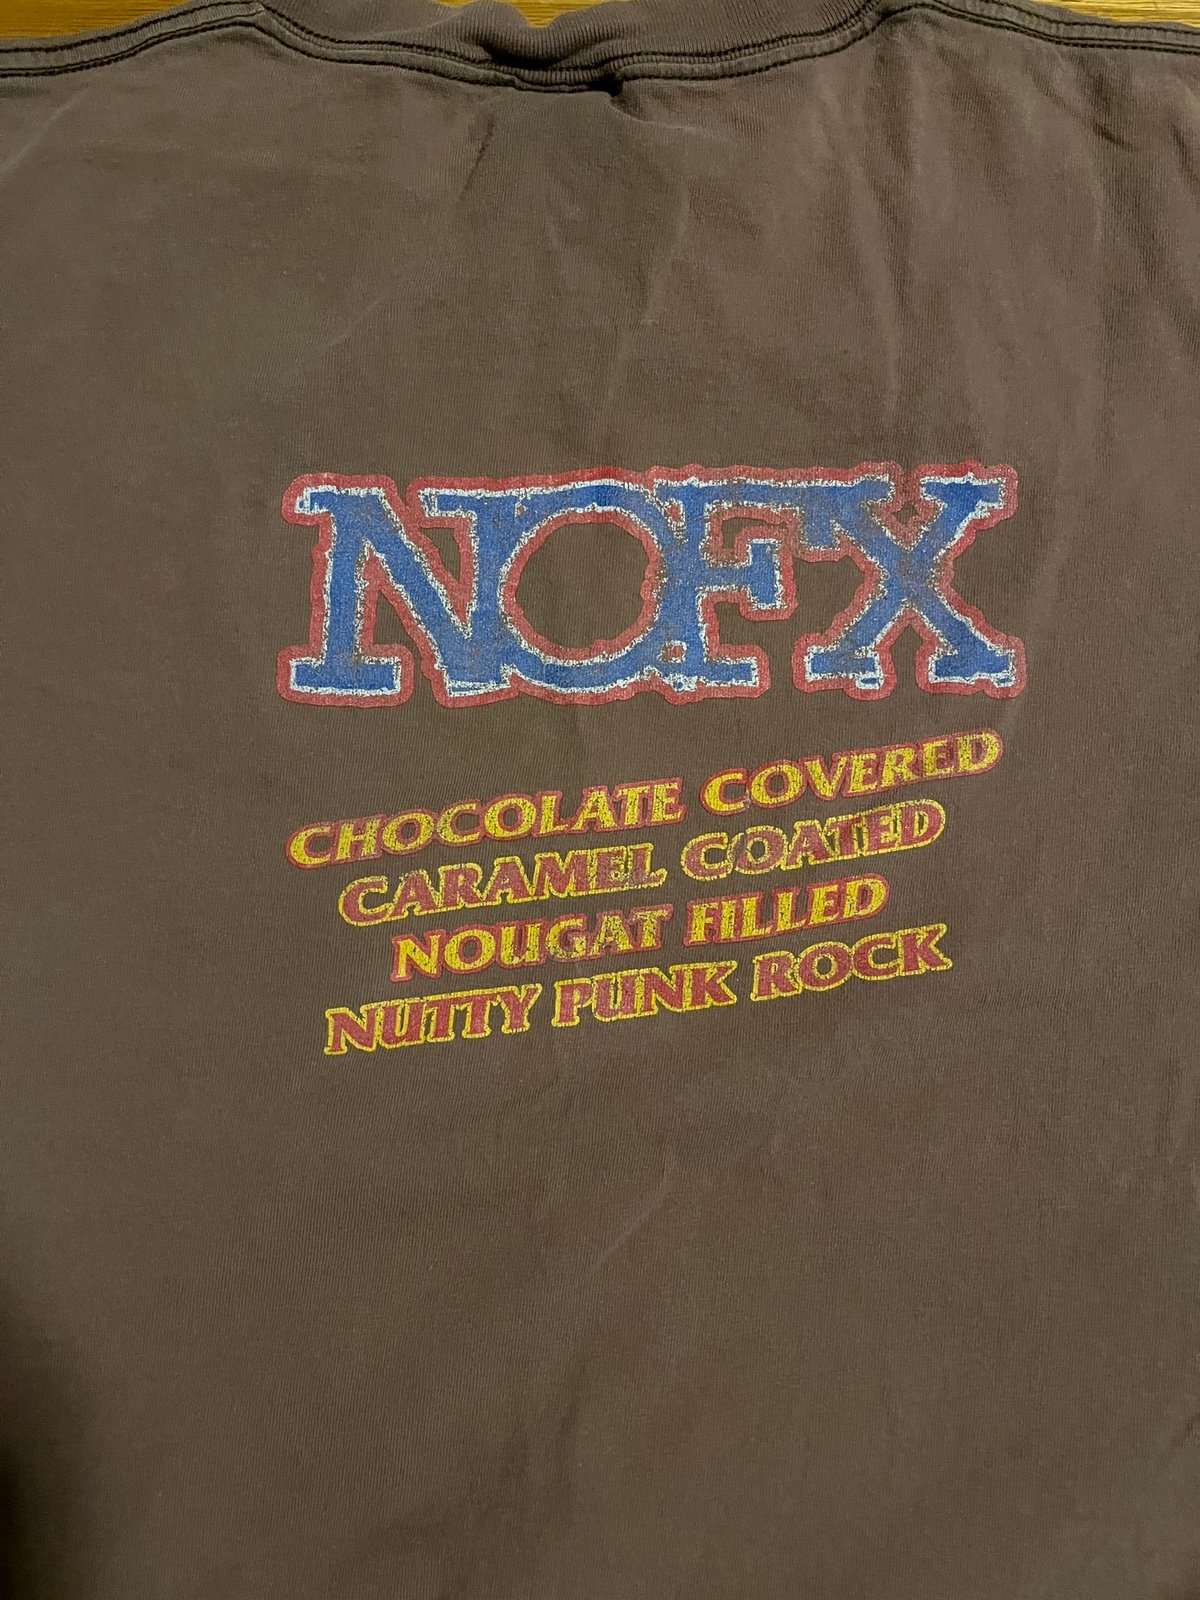 NOFX
CHOCOLATE COVERED
CARAMEL COATED
NOUGAT FILLED
NUTTY PUNK ROCK